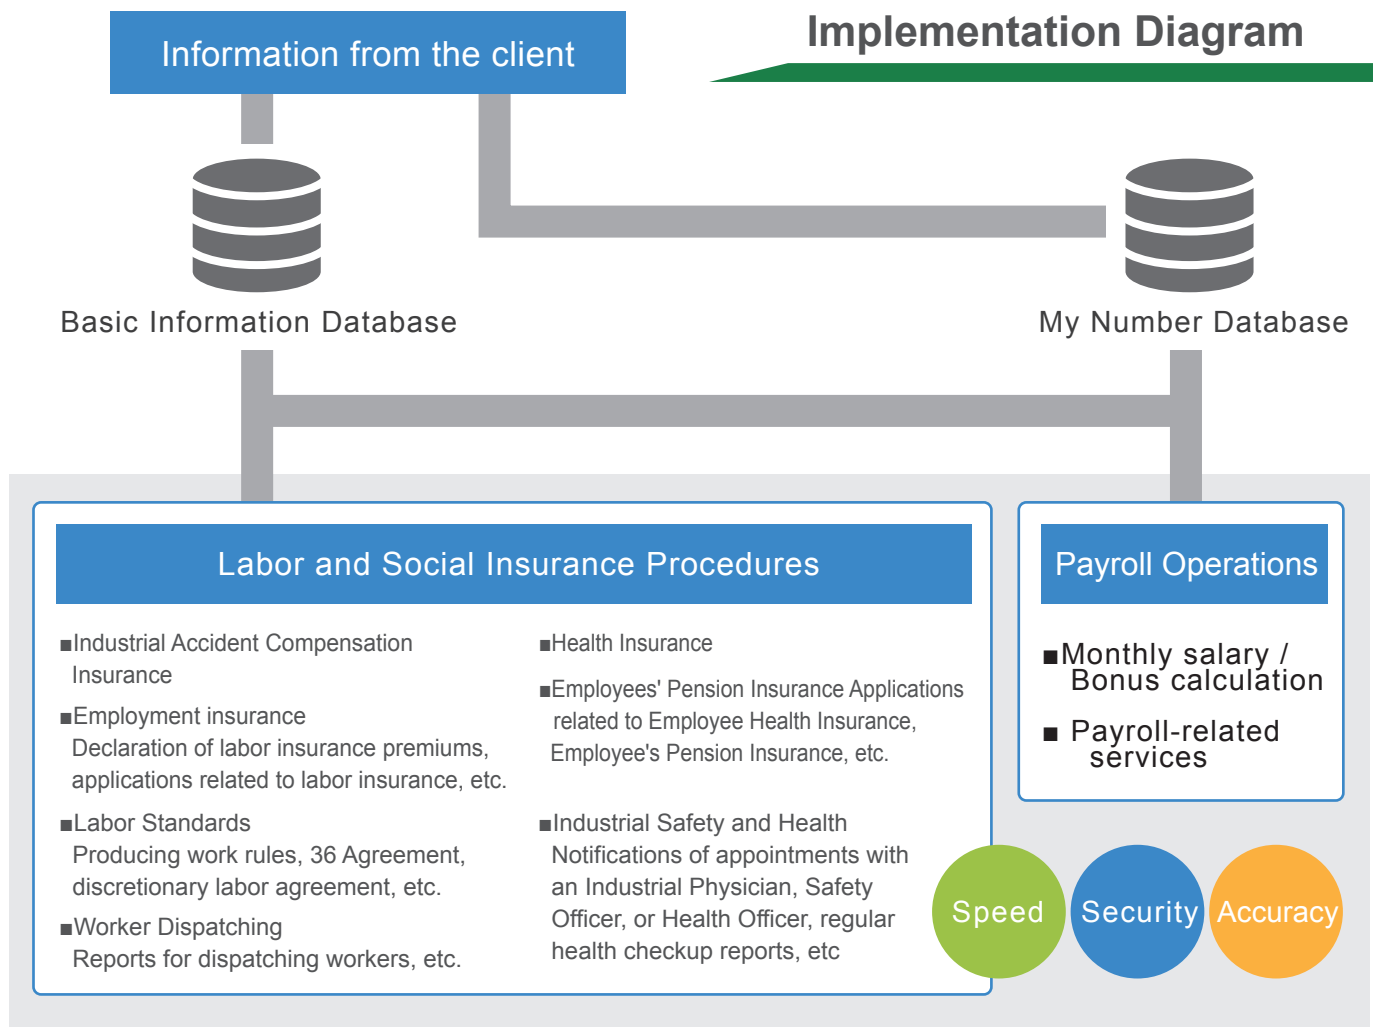 Implementation Diagram
Information from the client
Basic Information Database
My Number Database
Labor and Social Insurance Procedures
■Industrial Accident Compensation
Insurance
■Employment insurance
Declaration of labor insurance premiums,
applications related to labor insurance, etc.
■Labor Standards
Producing work rules, 36 Agreement,
discretionary labor agreement, etc.
■Worker Dispatching
Reports for dispatching workers, etc.
■Health Insurance
■Employees' Pension Insurance Applications
related to Employee Health Insurance,
Employee's Pension Insurance, etc.
■Industrial Safety and Health
Notifications of appointments with
an Industrial Physician, Safety
Officer, or Health Officer, regular
health checkup reports, etc
Payroll Operations
■Monthly salary /
Bonus calculation
■ Payroll-related
services
Speed
Security
Accuracy